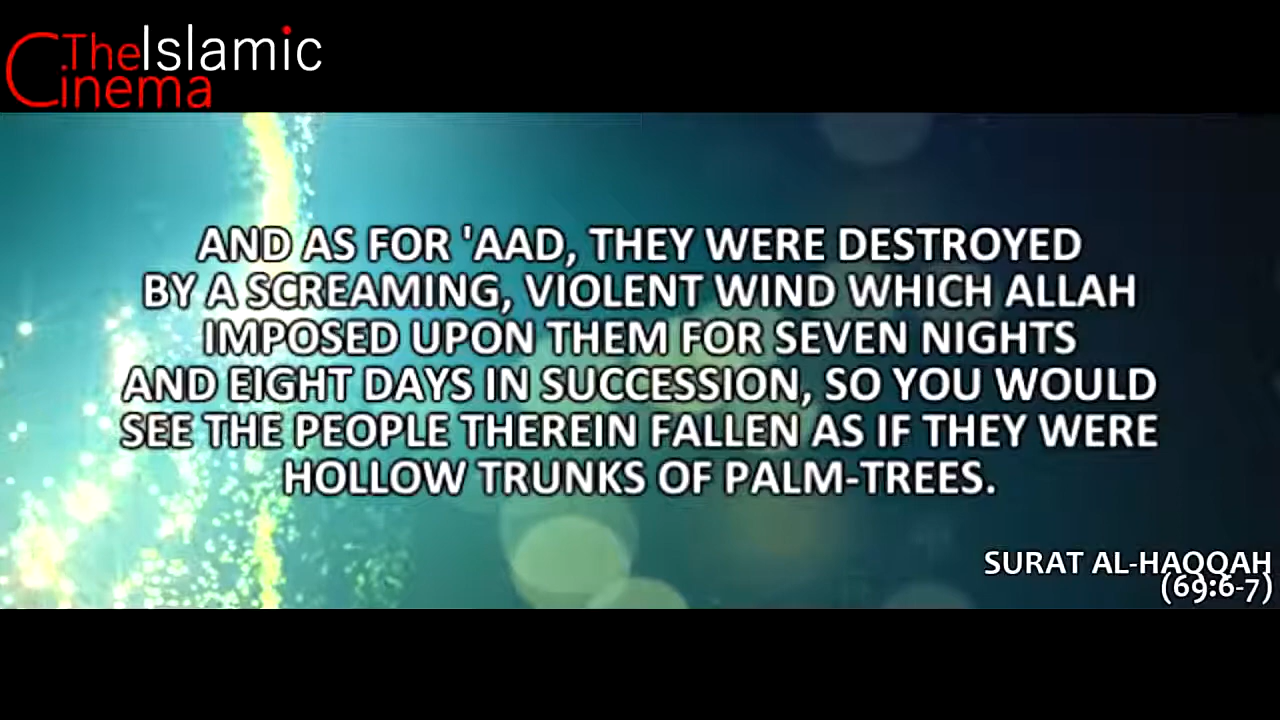 TheIslamic
Cinema
AND AS FOR 'AAD, THEY WERE DESTROYED
BY A SCREAMING, VIOLENT WIND WHICH ALLAH
IMPOSED UPON THEM FOR SEVEN NIGHTS
AND EIGHT DAYS IN SUCCESSION, SO YOU WOULD
SEE THE PEOPLE THEREIN FALLEN AS IF THEY WERE
HOLLOW TRUNKS OF PALM-TREES.
SURAT AL-HAQQAH
(69:6-7)